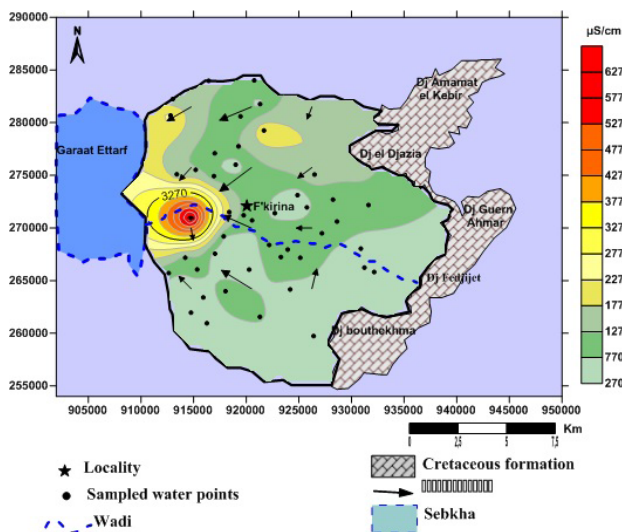 µS/cm
N
290000
285000
280000
275000
270000
265000
260000
255000
905000
910000
915000
920000
925000
930000
935000
940000
945000
950000
Dj Amamat
el Kebir
Garaat Ettarf
Dj el Djazia
3270
F'kirina
Dj Guern
Ahmar
Dj Fedjijet
Dj boutheKhma
627
577
527
477
427
377
327
277
227
177
127
770
270
0
2,5
5
7,5
Km
Locality
Sampled water points
Wadi
Cretaceous formation
Sebkha